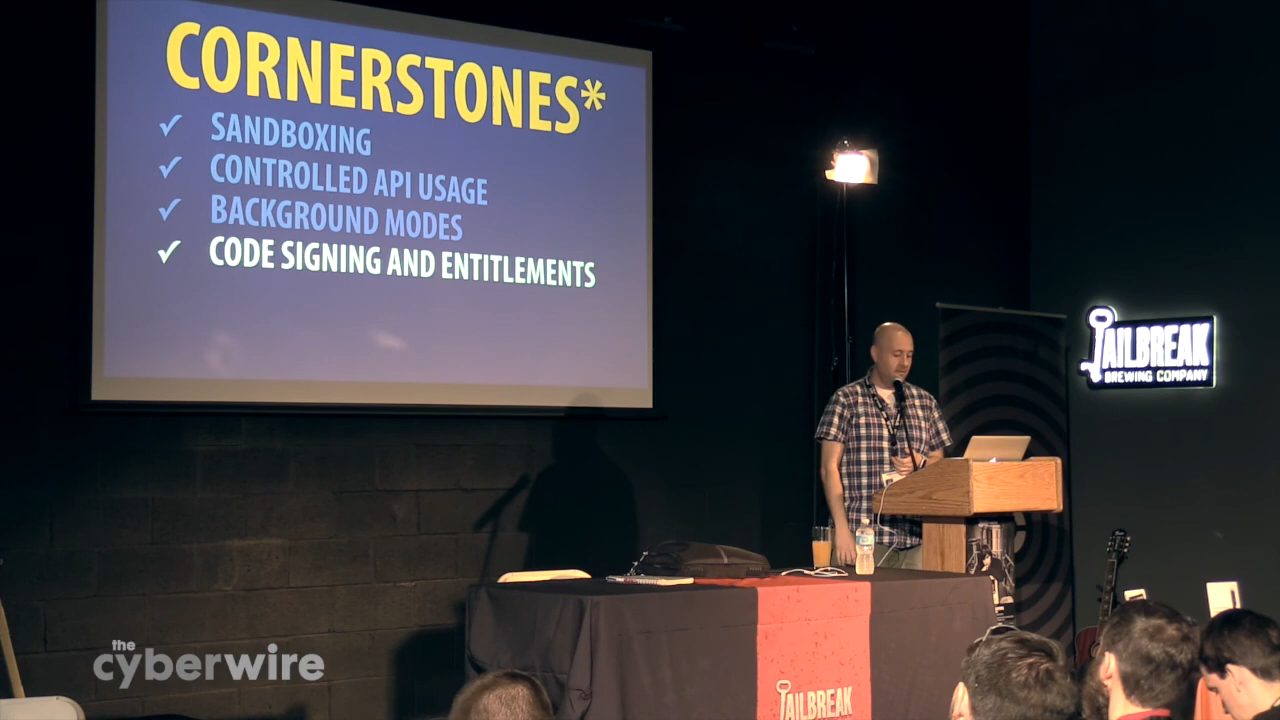 CORNERSTONES*
✓ SANDBOXING
✓ CONTROLLED API USAGE
✓ BACKGROUND MODES
✓ CODE SIGNING AND ENTITLEMENTS
JAILBREAK
BREWING COMPANY
the
cyberwire
JAILBREAK